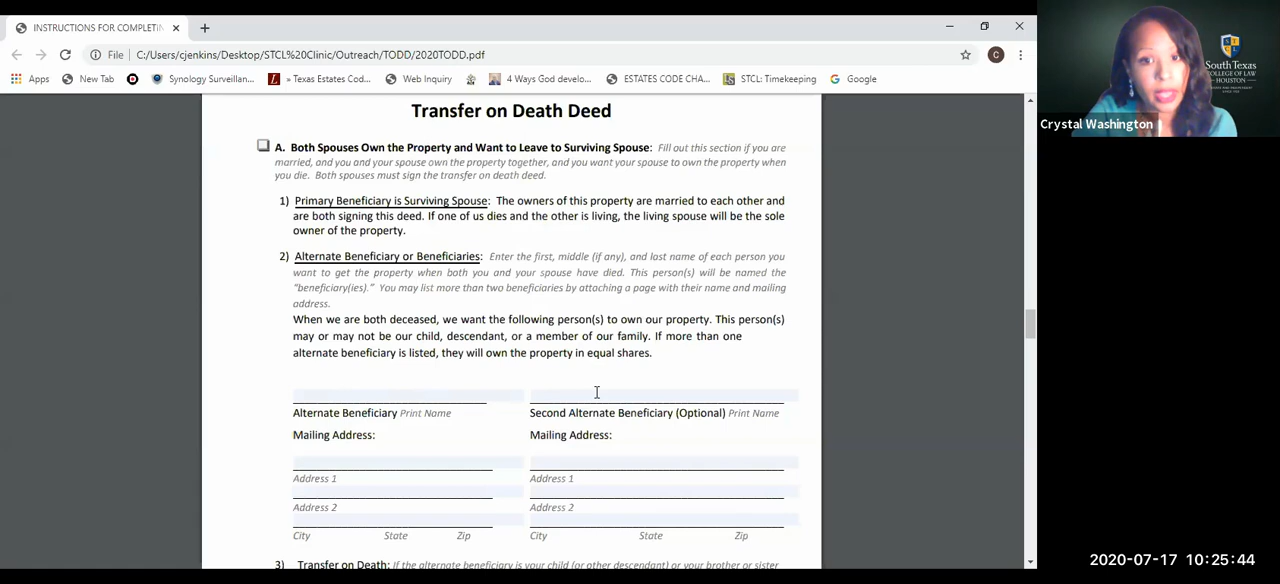 INSTRUCTIONS FOR COMPLETIN
File C:/Users/cjenkins/Desktop/STCL%20Clinic/Outreach/TODD/2020TODD.pdf
C
Apps New Tab Synology Surveillan... » Texas Estates Cod... Web Inquiry 4 Ways God develo... ESTATES CODE CHA... STCL: Timekeeping Google
South Texas
COLLEGE OF LAW
HOUSTON
Crystal Washington
Transfer on Death Deed
A. Both Spouses Own the Property and Want to Leave to Surviving Spouse: Fill out this section if you are
married, and you and your spouse own the property together, and you want your spouse to own the property when
you die. Both spouses must sign the transfer on death deed.
1) Primary Beneficiary is Surviving Spouse: The owners of this property are married to each other and
are both signing this deed. If one of us dies and the other is living, the living spouse will be the sole
owner of the property.
2) Alternate Beneficiary or Beneficiaries: Enter the first, middle (if any), and last name of each person you
want to get the property when both you and your spouse have died. This person(s) will be named the
"beneficiary(ies)." You may list more than two beneficiaries by attaching a page with their name and mailing
address.
When we are both deceased, we want the following person(s) to own our property. This person(s)
may or may not be our child, descendant, or a member of our family. If more than one
alternate beneficiary is listed, they will own the property in equal shares.
Alternate Beneficiary Print Name Second Alternate Beneficiary (Optional) Print Name
Mailing Address: Mailing Address:
Address 1 Address 1
Address 2 Address 2
City State Zip City State Zip
3) Transfer on Death: If the alternate beneficiary is your child (or other descendant) or your brother or sister
2020-07-17 10:25:44